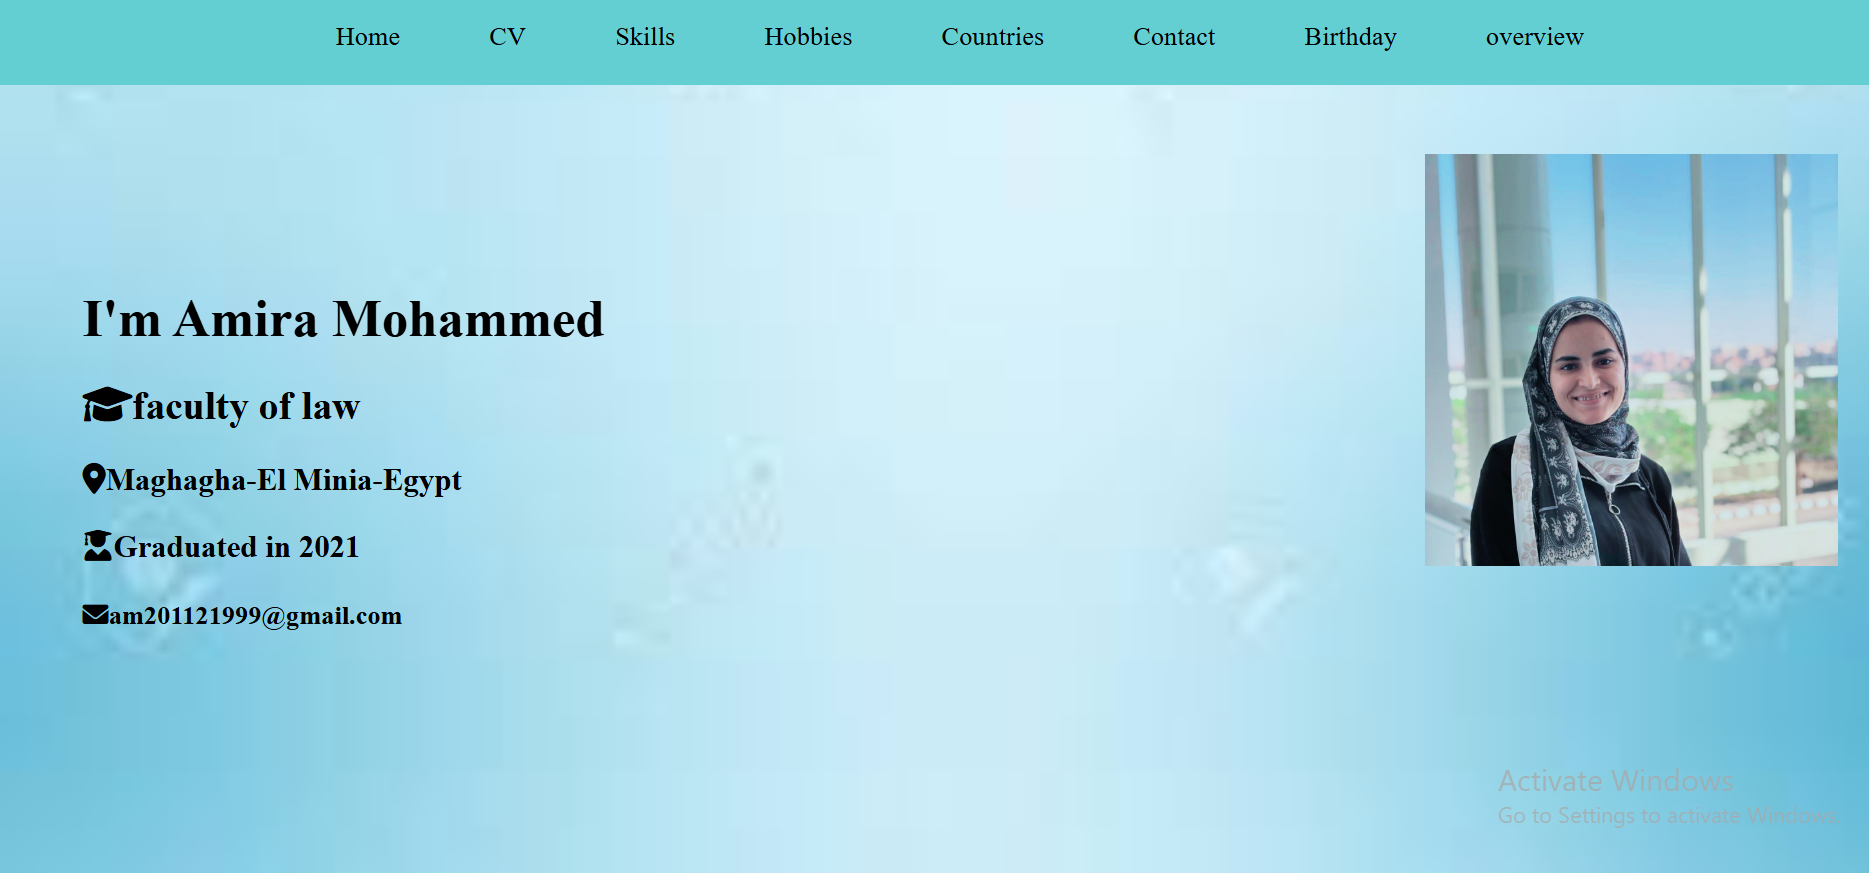 Home CV Skills Hobbies Countries Contact Birthday overview
I'm Amira Mohammed
faculty of law
Maghagha-El Minia-Egypt
Graduated in 2021
am201121999@gmail.com
Activate Windows
Go to Settings to activate Windows.